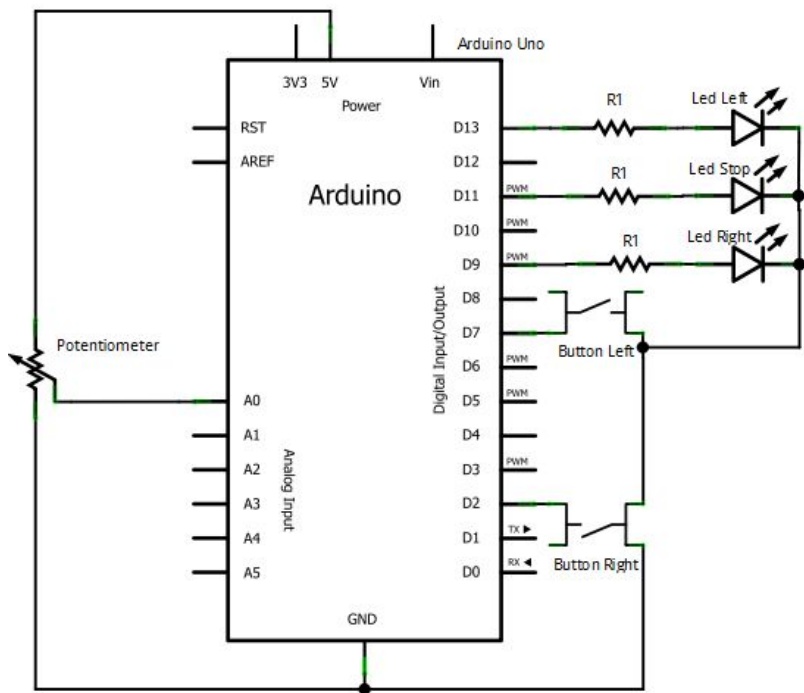 Arduino Uno
3V3 5V Vin
Power
RST
AREF
Arduino
D13
D12
D11 PWM
D10 PWM
D9 PWM
D8
D7
D6 PWM
D5 PWM
D4
D3 PWM
D2
D1 TX
D0 RX
Digital Input/Output
A0
A1
A2
A3
A4
A5
Analog Input
GND
Potentiometer
R1
Led Left
R1
Led Stop
R1
Led Right
Button Left
Button Right